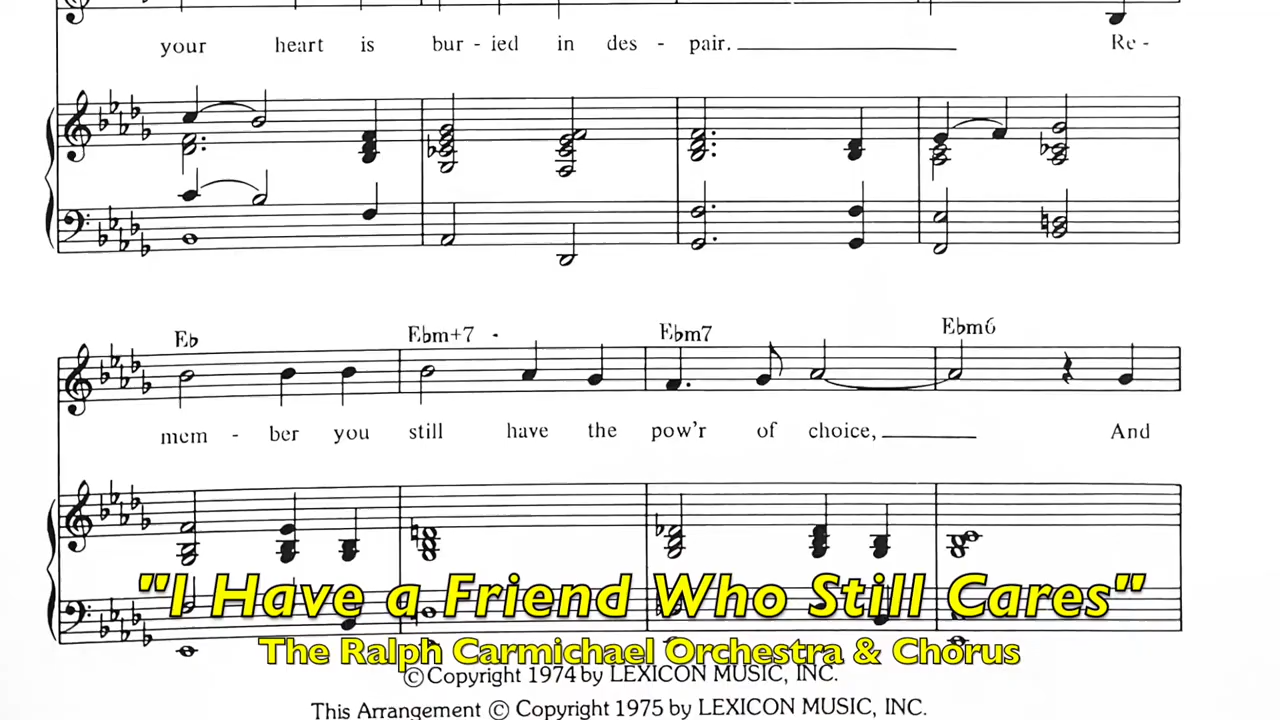 your heart is bur - ied in des - pair. Re -
Eb Ebm+7 Ebm7 Ebm6
mem - ber you still have the pow'r of choice, And
"I Have a Friend Who Still Cares"
The Ralph Carmichael Orchestra & Chorus
© Copyright 1974 by LEXICON MUSIC, INC.
This Arrangement © Copyright 1975 by LEXICON MUSIC, INC.